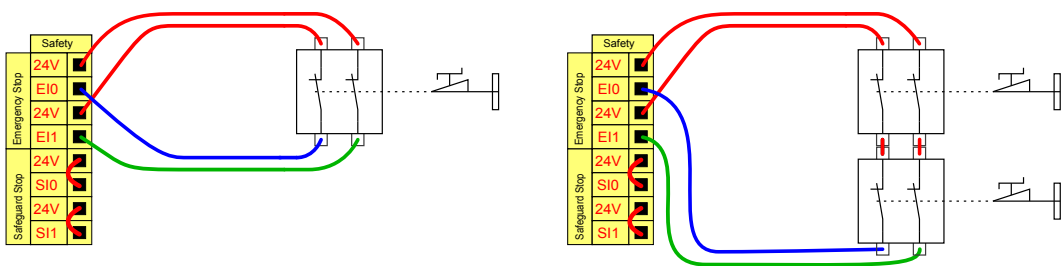 Safety
Emergency Stop
24V
EI0
24V
EI1
Safeguard Stop
24V
SI0
24V
SI1
Safety
Emergency Stop
24V
EI0
24V
EI1
Safeguard Stop
24V
SI0
24V
SI1